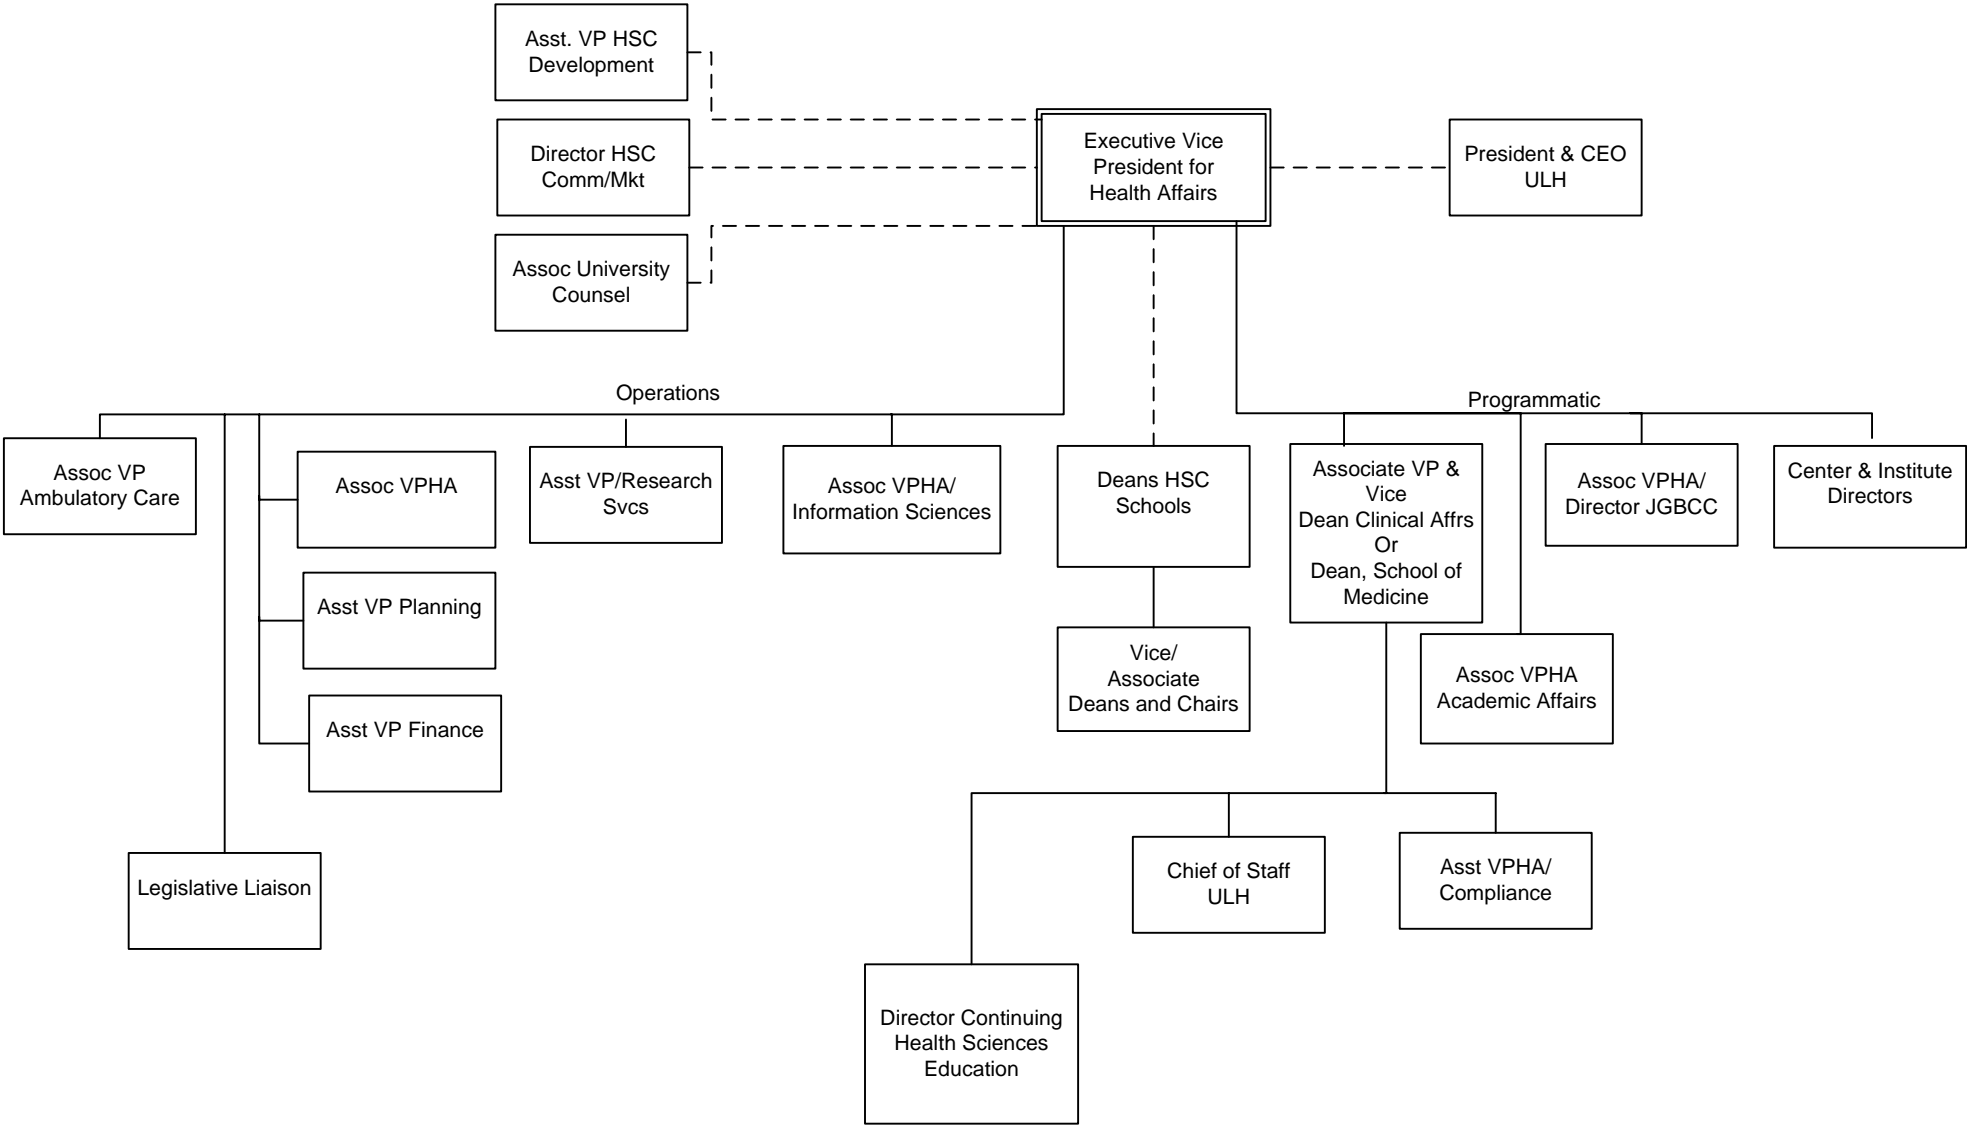 Asst. VP HSC
Development
Director HSC
Comm/Mkt
Assoc University
Counsel
Executive Vice
President for
Health Affairs
President & CEO
ULH
Operations
Programmatic
Assoc VP
Ambulatory Care
Assoc VPHA
Asst VP Planning
Asst VP Finance
Legislative Liaison
Asst VP/Research
Svcs
Assoc VPHA/
Information Sciences
Deans HSC
Schools
Vice/
Associate
Deans and Chairs
Associate VP &
Vice
Dean Clinical Affrs
Or
Dean, School of
Medicine
Assoc VPHA
Academic Affairs
Assoc VPHA/
Director JGBCC
Center & Institute
Directors
Director Continuing
Health Sciences
Education
Chief of Staff
ULH
Asst VPHA/
Compliance